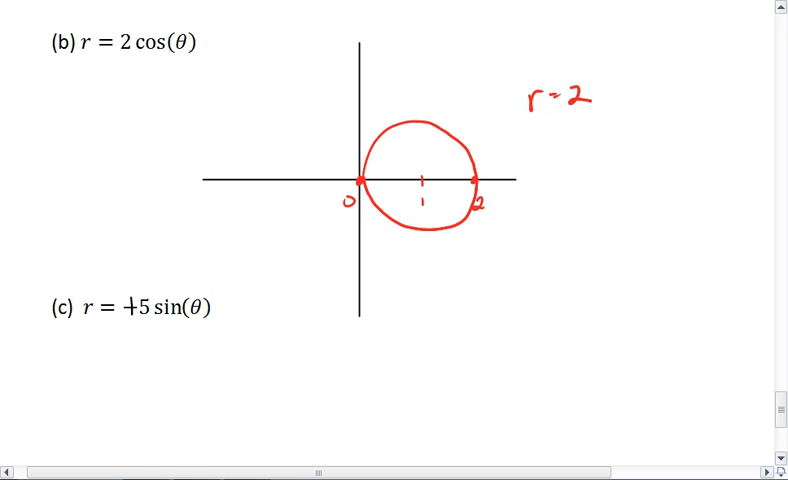 (b) r = 2 cos(θ)
r = 2
0 1 2
(c) r = +5 sin(θ)